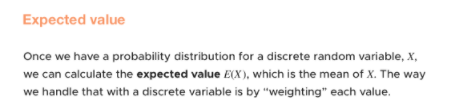 Expected value
Once we have a probability distribution for a discrete random variable, X,
we can calculate the expected value E(X), which is the mean of X. The way
we handle that with a discrete variable is by “weighting” each value.